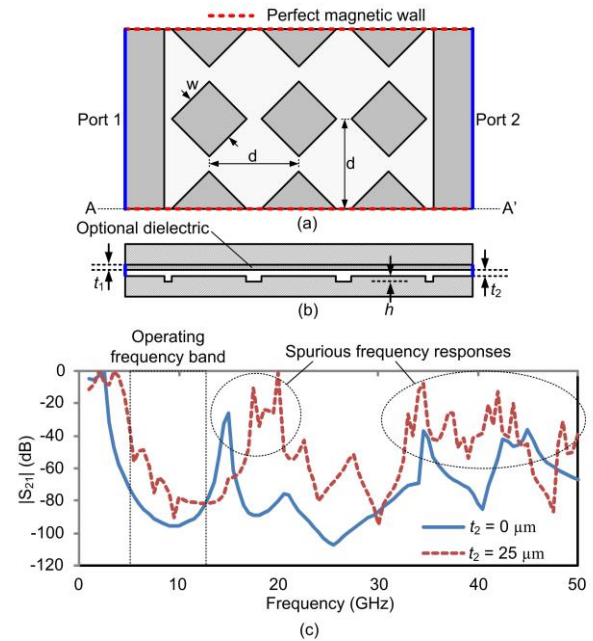 Perfect magnetic wall
w
Port 1
Port 2
d
d
A
A'
(a)
Optional dielectric
t1
t2
h
(b)
Operating
frequency band
Spurious frequency responses
0
-20
-40
-60
-80
-100
-120
|S21| (dB)
t2 = 0 μm
t2 = 25 μm
0
10
20
30
40
50
Frequency (GHz)
(c)